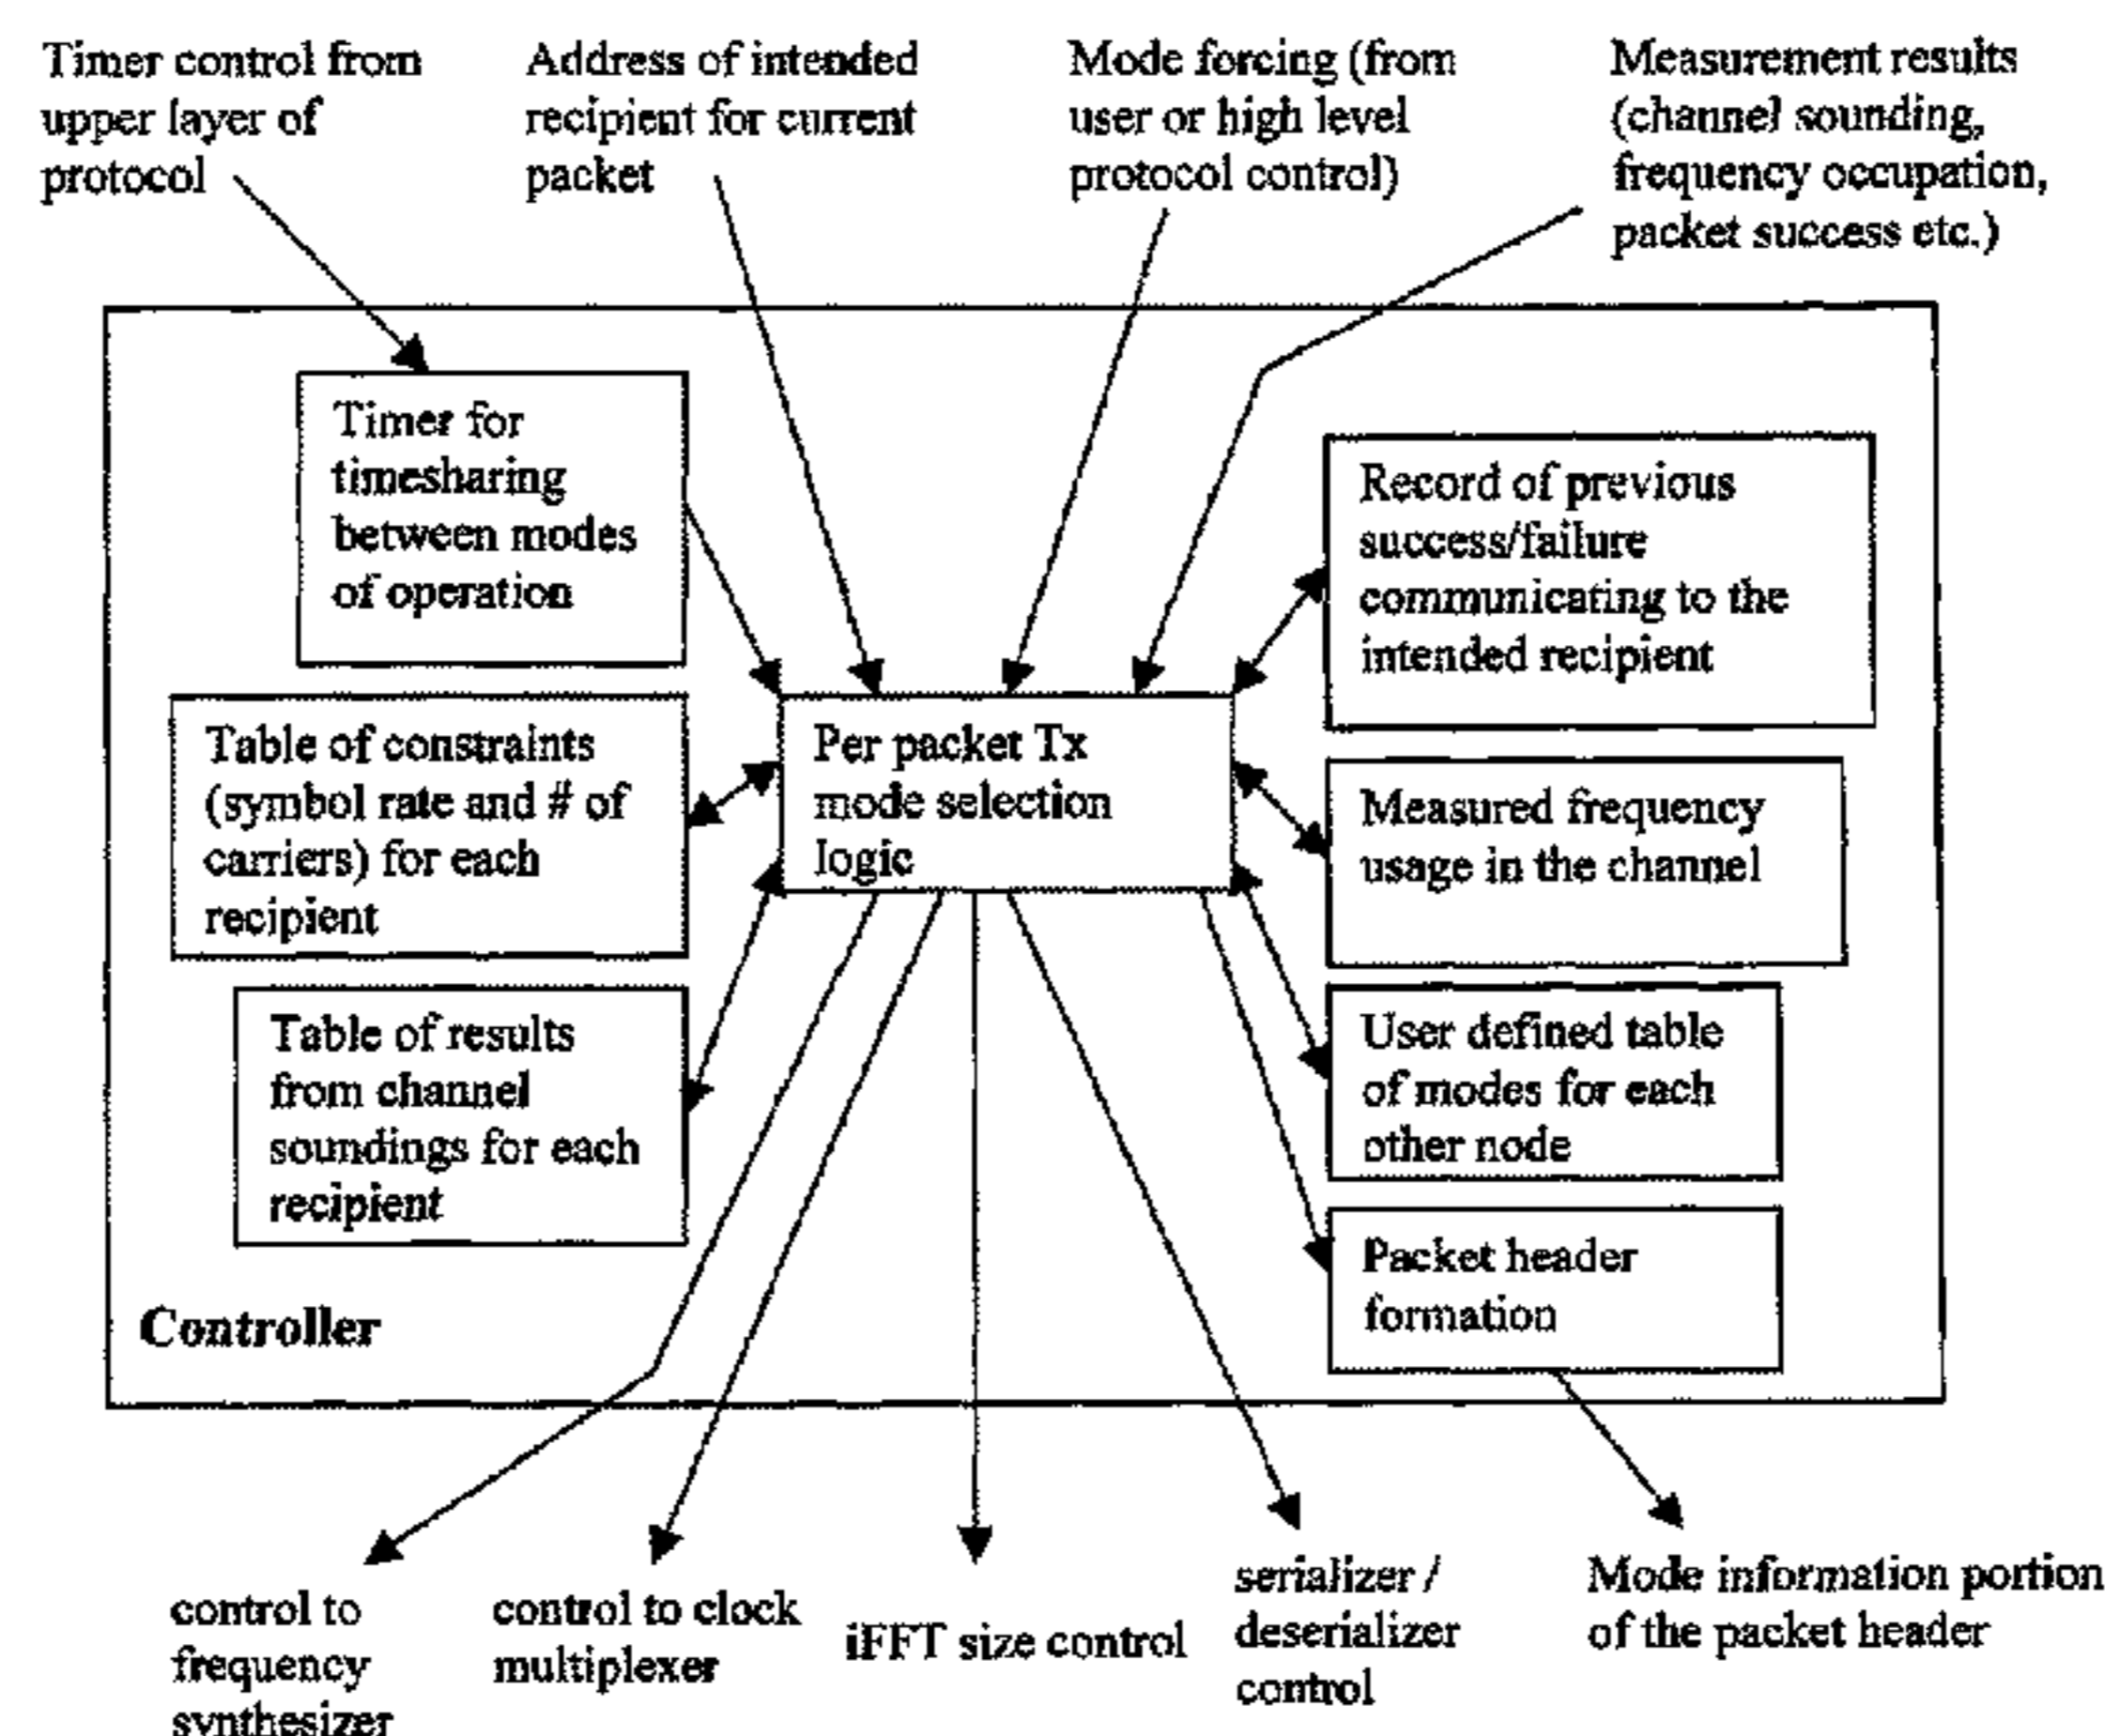 Timer control from
upper layer of
protocol
Address of intended
recipient for current
packet
Mode forcing (from
user or high level
protocol control)
Measurement results
(channel sounding,
frequency occupation,
packet success etc.)
Timer for
timesharing
between modes
of operation
Record of previous
success/failure
communicating to the
intended recipient
Table of constraints
(symbol rate and # of
carriers) for each
recipient
Per packet Tx
mode selection
logic
Measured frequency
usage in the channel
Table of results
from channel
soundings for each
recipient
User defined table
of modes for each
other node
Packet header
formation
Controller
control to
frequency
synthesizer
control to clock
multiplexer
iFFT size control
serializer /
deserializer
control
Mode information portion
of the packet header